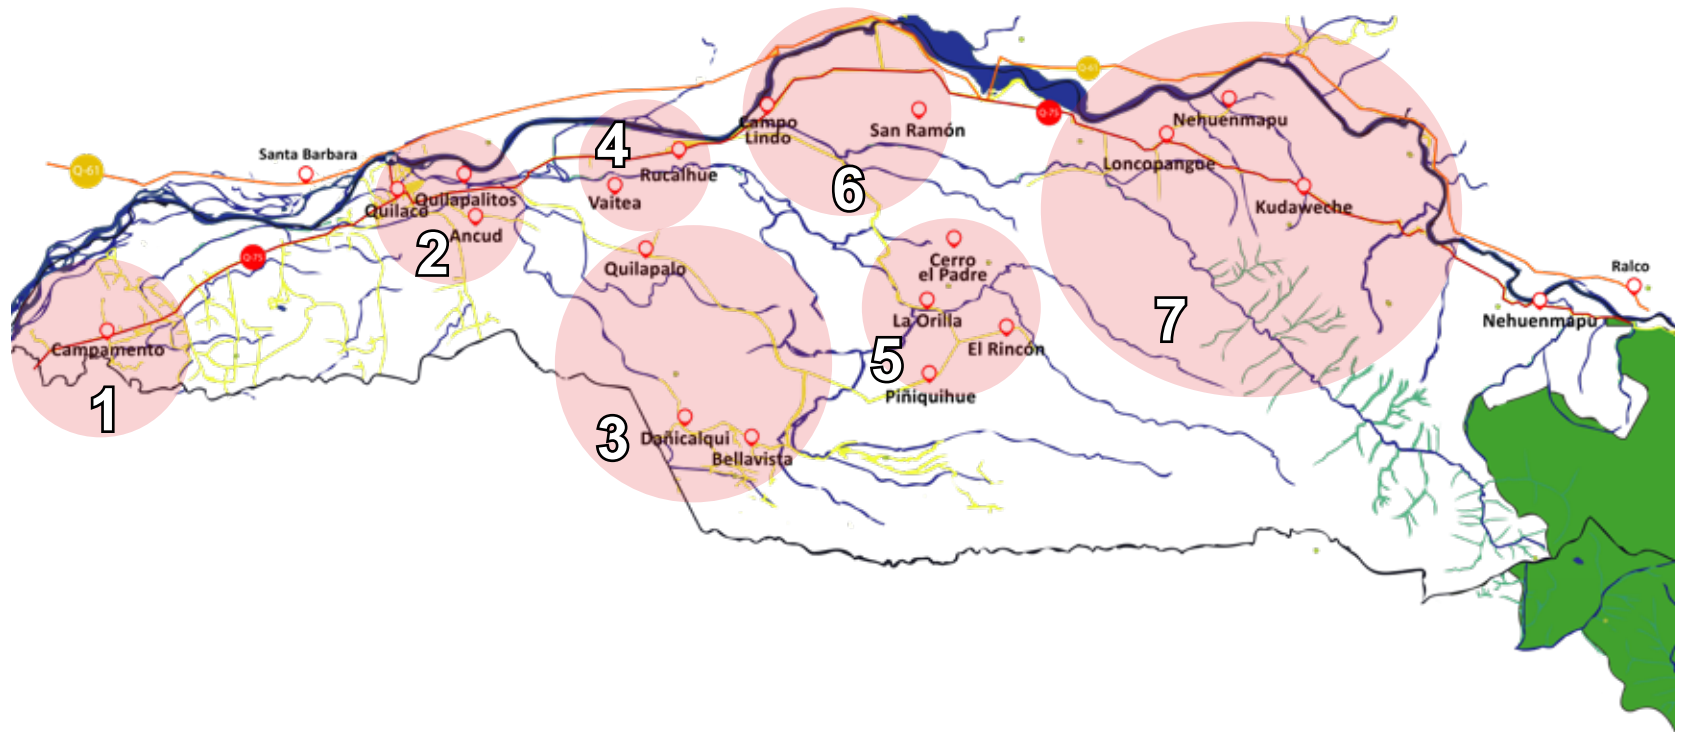 Q-61
Santa Barbara
Quilapalitos
Quilaco
Ancud
2
Q-75
Campamento
1
4
Rucalhue
Vaitea
Quilapalo
3
Dañicalqui
Bellavista
Campo
Lindo
San Ramón
6
Cerro
el Padre
La Orilla
El Rincón
5
Piñiquihue
Q-61
Q-75
Nehuenmapu
Loncopangue
Kudaweche
7
Ralco
Nehuenmapu